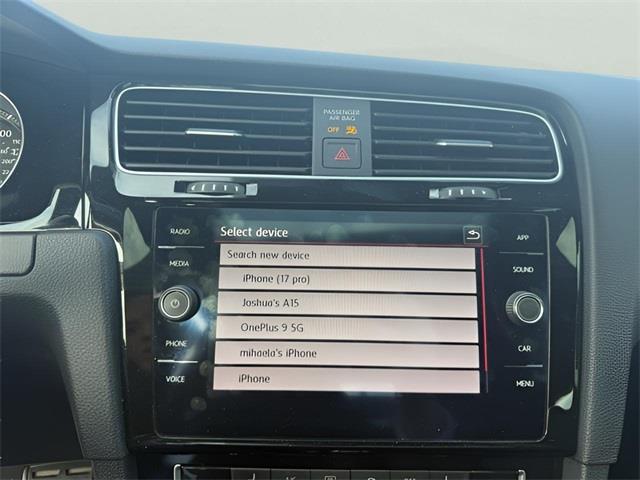 PASSENGER
AIR BAG
OFF
RADIO
Select device
APP
Search new device
MEDIA
SOUND
iPhone (17 pro)
Joshua's A15
OnePlus 9 5G
PHONE
mihaela's iPhone
CAR
VOICE
iPhone
MENU